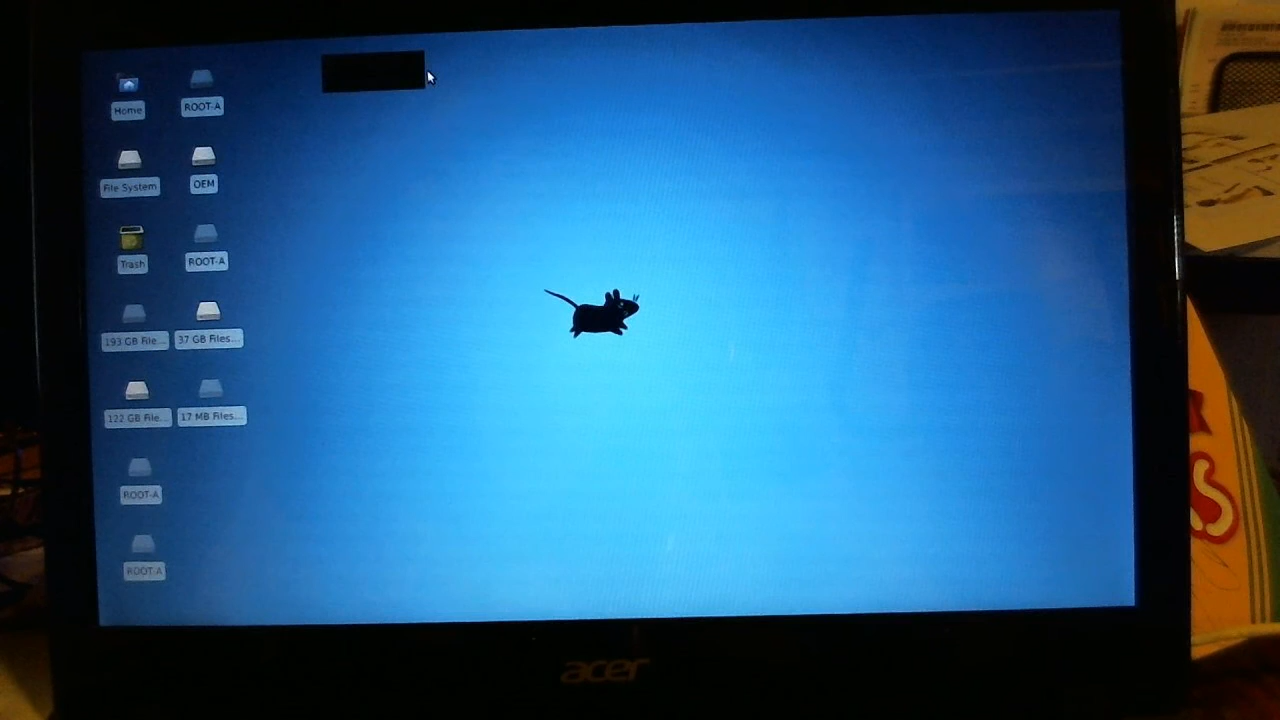 Home
ROOT-A
File System
OEM
Trash
ROOT-A
193 GB File...
37 GB Files...
122 GB File...
17 MB Files...
ROOT-A
ROOT-A
acer